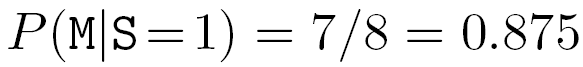 P(M|S=1) = 7/8 = 0.875